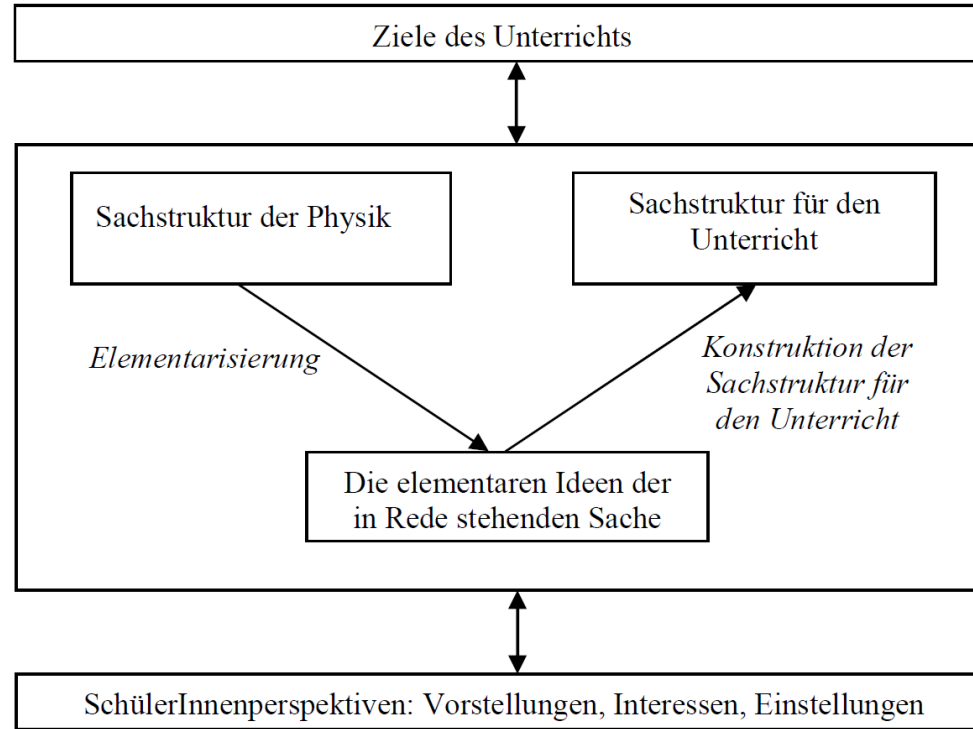 Ziele des Unterrichts
Sachstruktur der Physik
Sachstruktur für den
Unterricht
Elementarisierung
Konstruktion der
Sachstruktur für
den Unterricht
Die elementaren Ideen der
in Rede stehenden Sache
SchülerInnenperspektiven: Vorstellungen, Interessen, Einstellungen